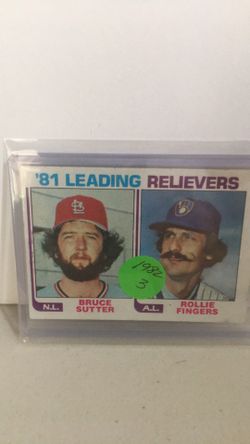 '81 LEADING RELIEVERS
N.L. BRUCE SUTTER
A.L. ROLLIE FINGERS
1982
3